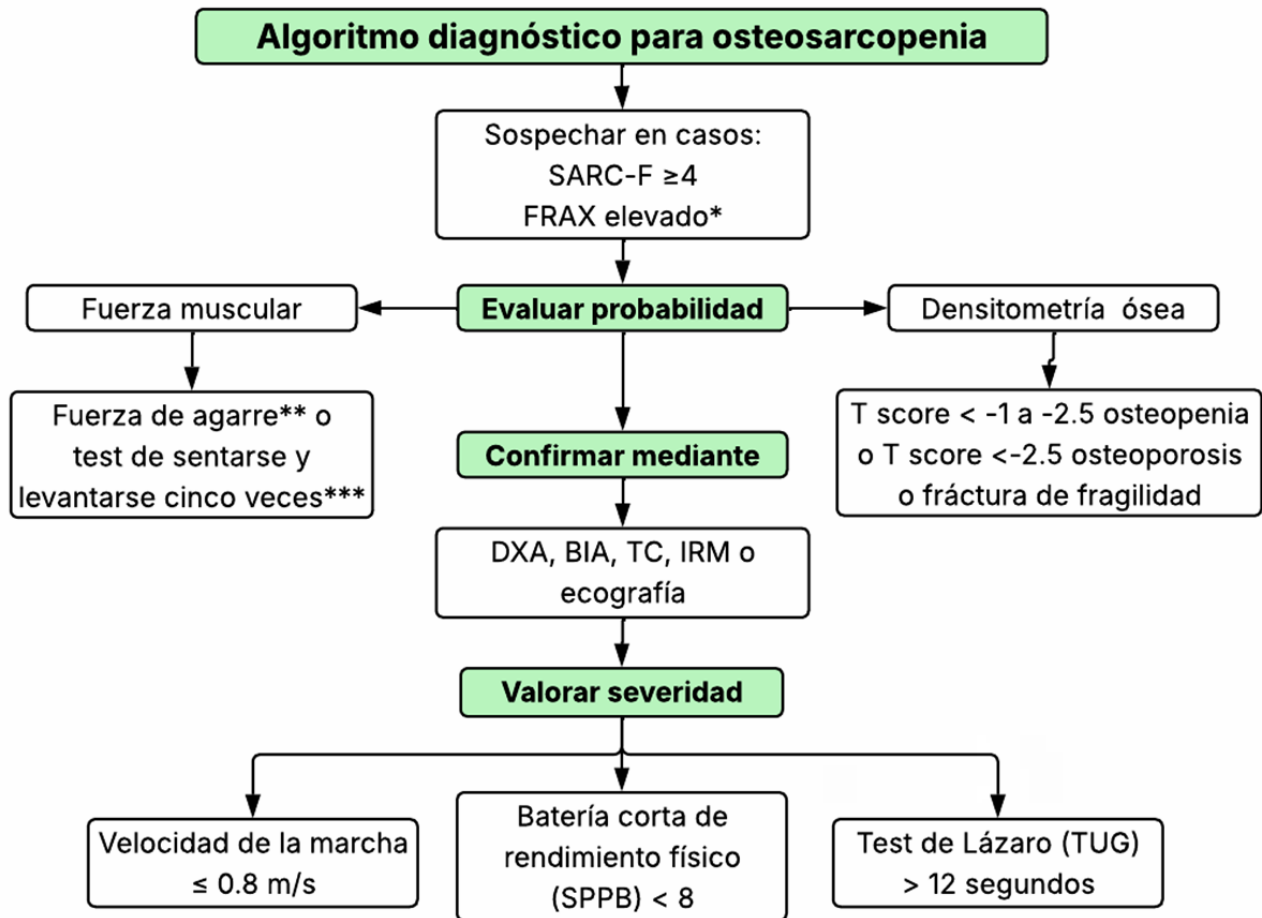 Algoritmo diagnóstico para osteosarcopenia
Sospechar en casos:
SARC-F ≥4
FRAX elevado*
Fuerza muscular
Evaluar probabilidad
Densitometría ósea
Fuerza de agarre** o
test de sentarse y
levantarse cinco veces***
T score < -1 a -2.5 osteopenia
o T score <-2.5 osteoporosis
o fráctura de fragilidad
Confirmar mediante
DXA, BIA, TC, IRM o
ecografía
Valorar severidad
Velocidad de la marcha
≤ 0.8 m/s
Batería corta de
rendimiento físico
(SPPB) < 8
Test de Lázaro (TUG)
> 12 segundos